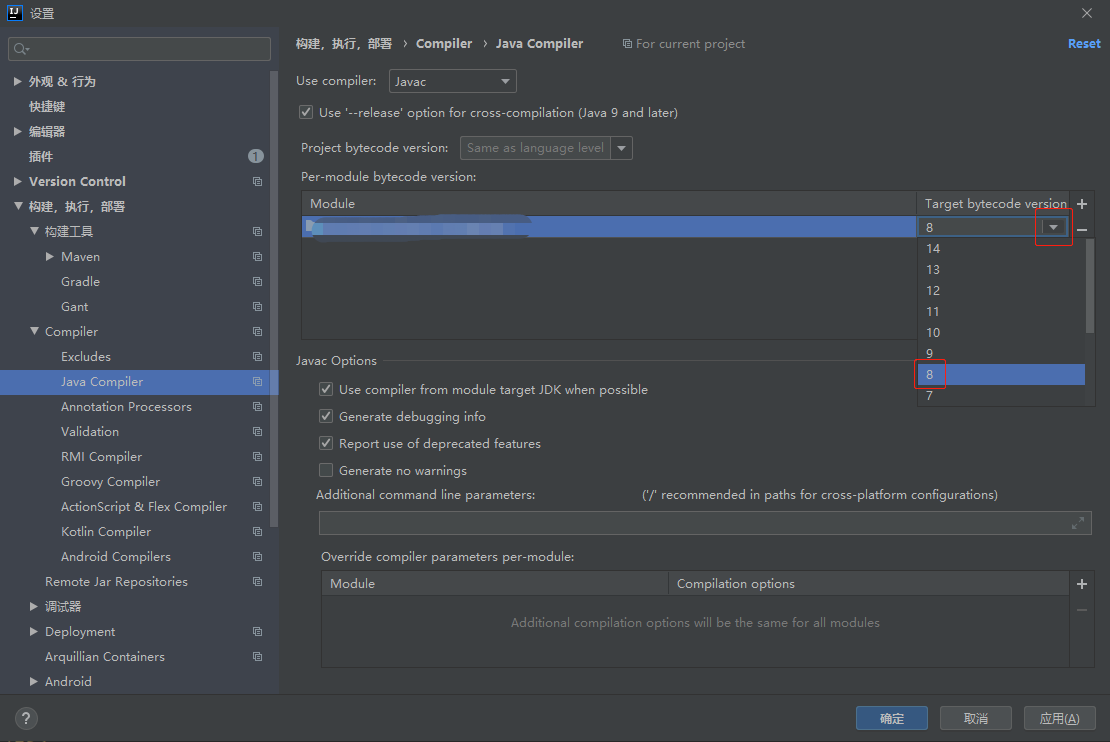 设置
外观 & 行为
快捷键
编辑器
插件
1
Version Control
构建，执行，部署
构建工具
Maven
Gradle
Gant
Compiler
Excludes
Java Compiler
Annotation Processors
Validation
RMI Compiler
Groovy Compiler
ActionScript & Flex Compiler
Kotlin Compiler
Android Compilers
Remote Jar Repositories
调试器
Deployment
Arquillian Containers
Android
构建，执行，部署 › Compiler › Java Compiler For current project Reset
Use compiler: Javac
Use '--release' option for cross-compilation (Java 9 and later)
Project bytecode version: Same as language level
Per-module bytecode version:
Module Target bytecode version
8
14
13
12
11
10
9
8
7
Javac Options
Use compiler from module target JDK when possible
Generate debugging info
Report use of deprecated features
Generate no warnings
Additional command line parameters: ('/' recommended in paths for cross-platform configurations)
Override compiler parameters per-module:
Module Compilation options
Additional compilation options will be the same for all modules
? 确定 取消 应用(A)